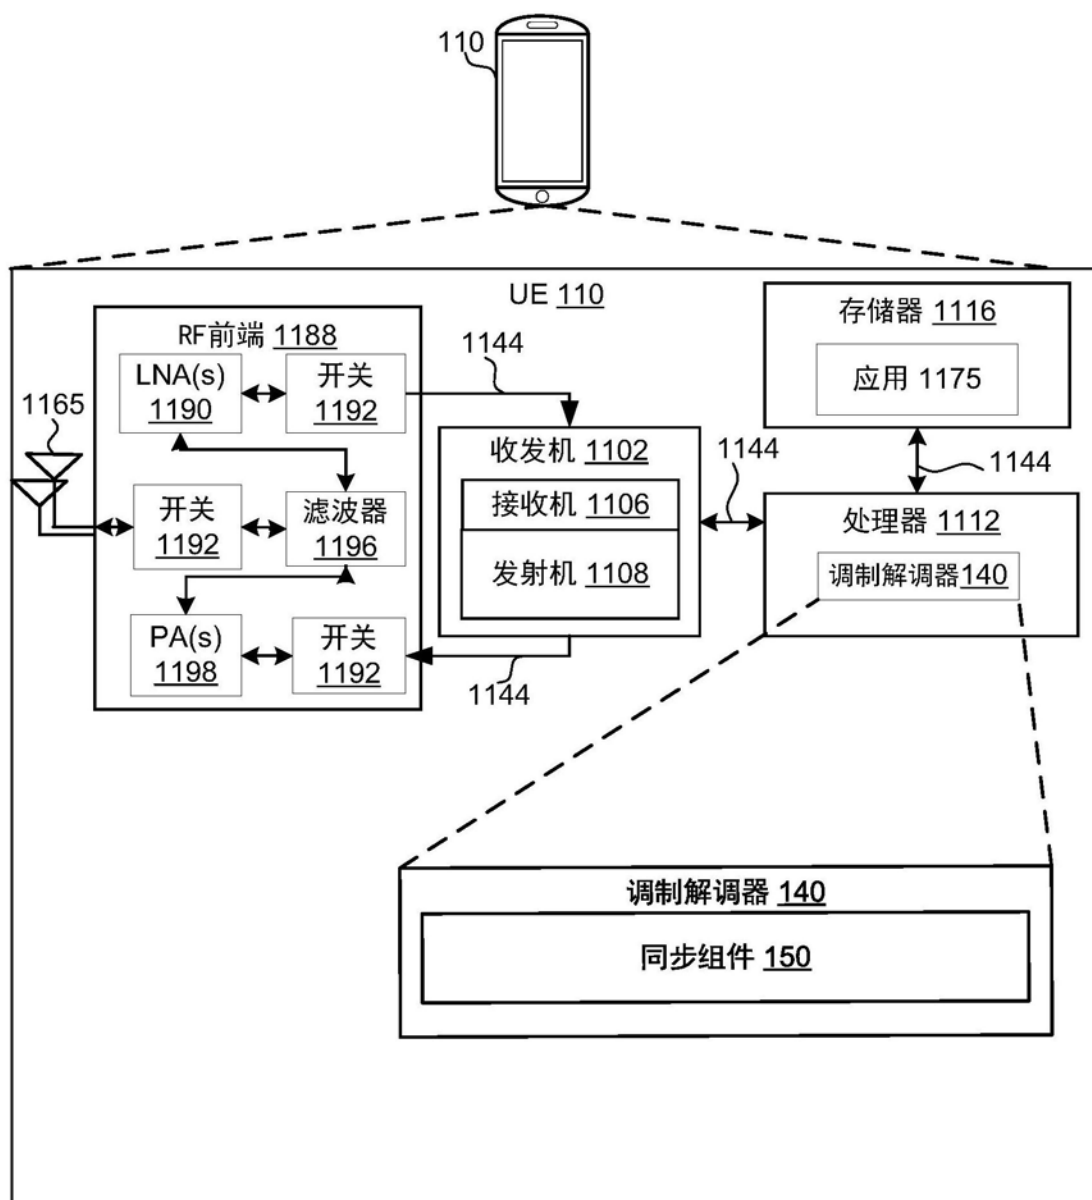 110
UE 110
RF前端 1188
LNA(s)
1190
开关
1192
1144
存储器 1116
应用 1175
1165
收发机 1102
接收机 1106
发射机 1108
1144
1144
开关
1192
滤波器
1196
处理器 1112
调制解调器140
PA(s)
1198
开关
1192
1144
调制解调器 140
同步组件 150